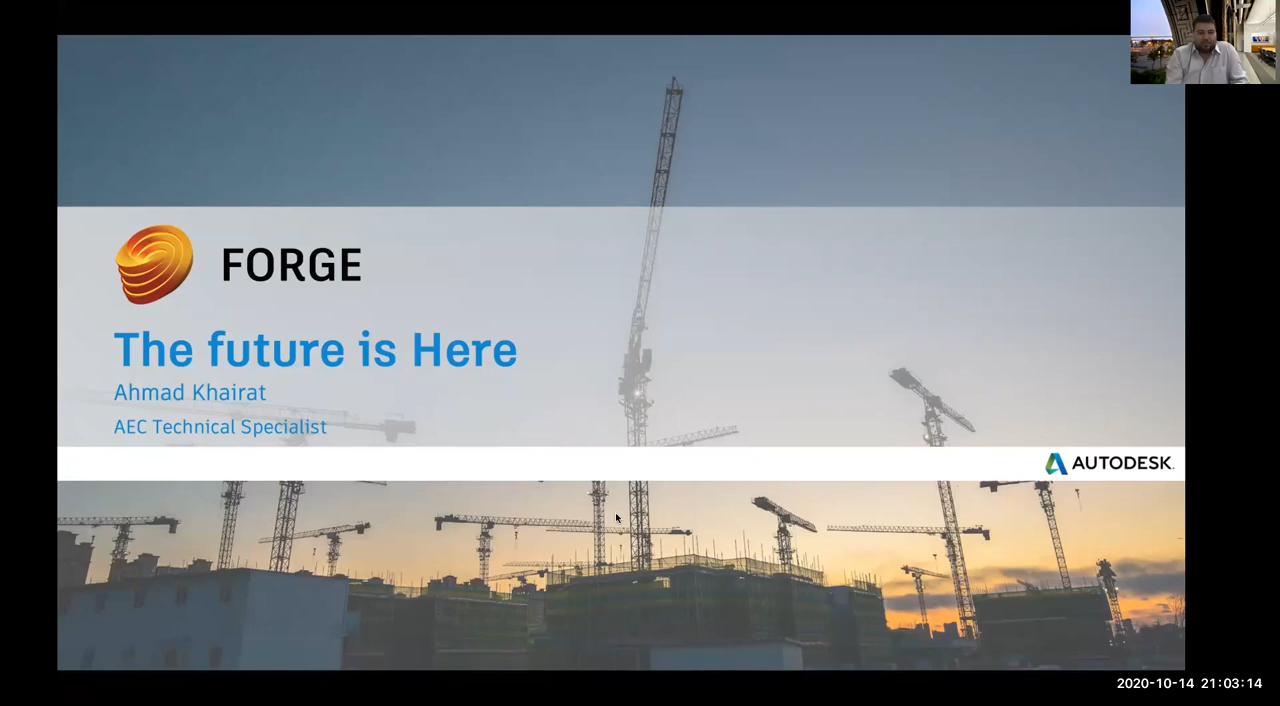 FORGE
The future is Here
Ahmad Khairat
AEC Technical Specialist
AUTODESK.
2020-10-14 21:03:14